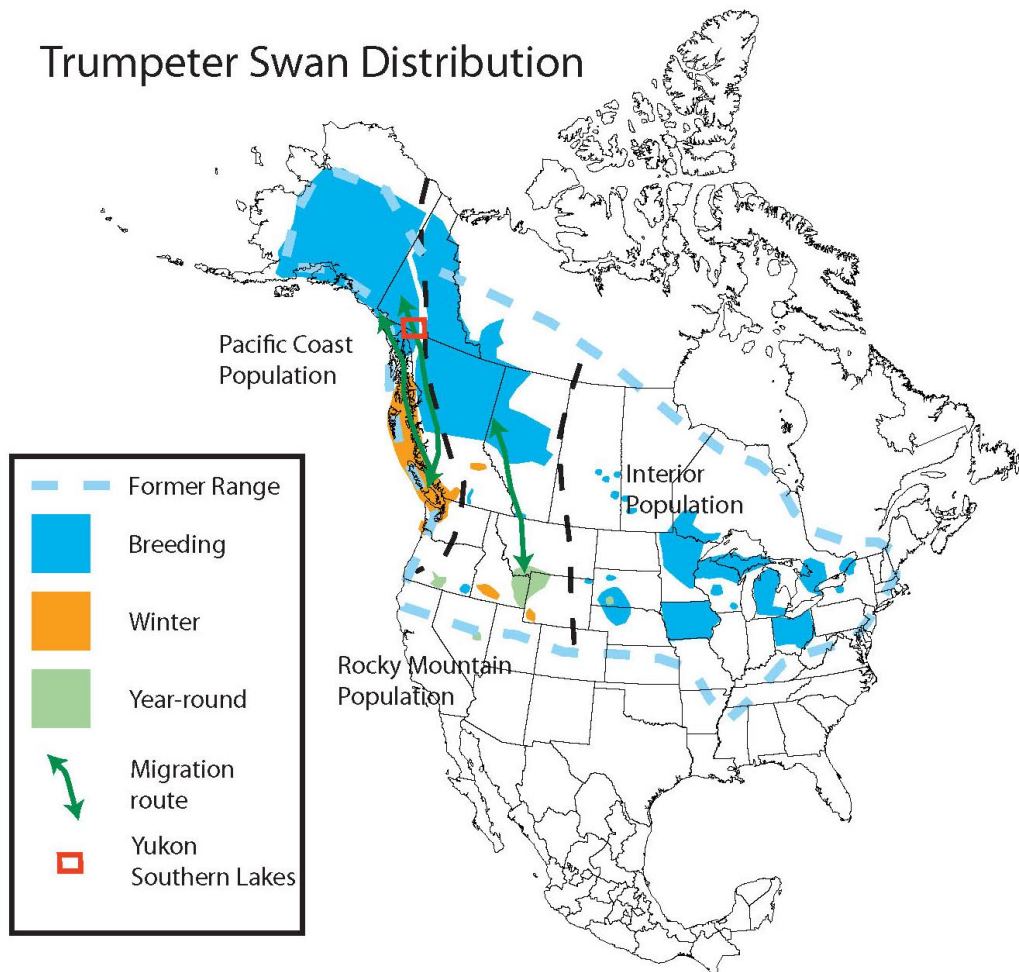 Trumpeter Swan Distribution
Pacific Coast
Population
Interior
Population
Rocky Mountain
Population
Former Range
Breeding
Winter
Year-round
Migration
route
Yukon
Southern Lakes